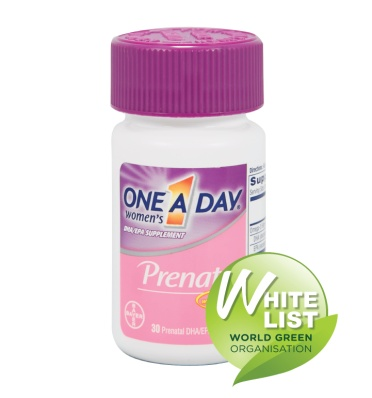 ONE A DAY®
women's
DHA/EPA SUPPLEMENT
Prenat
BAYER
30 Prenatal DHA/EP
WHITE
LIST
WORLD GREEN
ORGANISATION